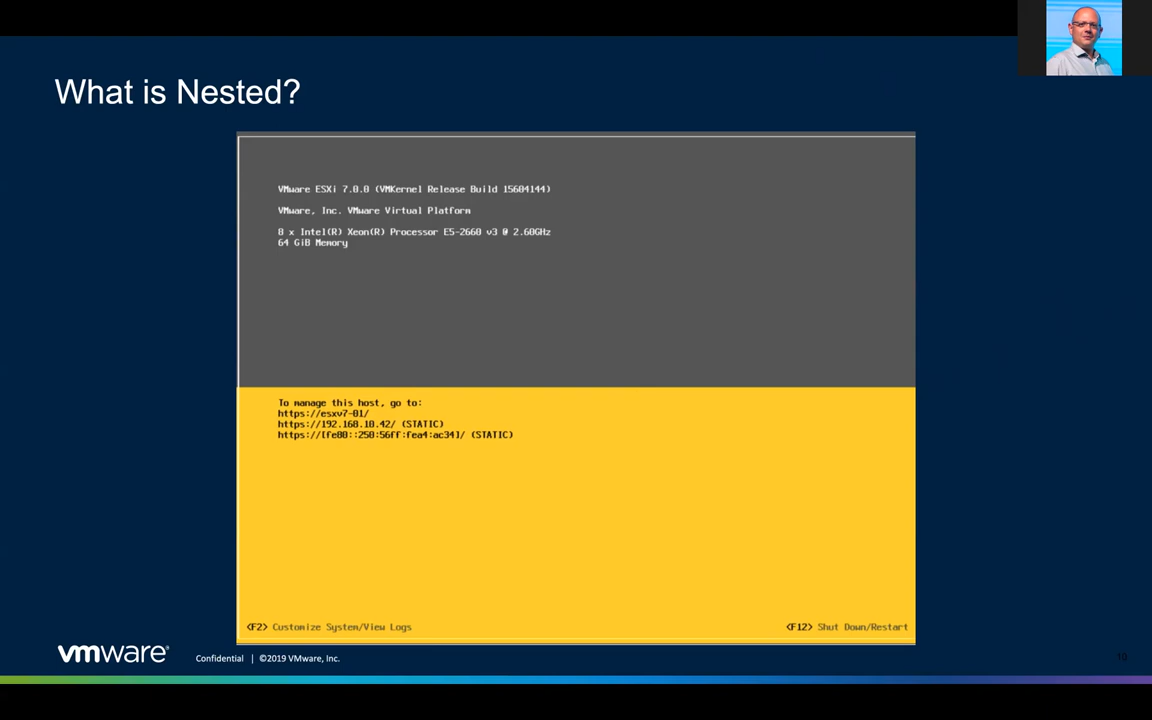 What is Nested?
VMware ESXi 7.0.0 (VMKernel Release Build 15604144)
VMware, Inc. VMware Virtual Platform
8 x Intel(R) Xeon(R) Processor E5-2660 v3 @ 2.60GHz
64 GiB Memory
To manage this host, go to:
https://esxv7-01/
https://192.168.10.42/ (STATIC)
https://[fe80::250:56ff:fea4:ac34]/ (STATIC)
<F2> Customize System/View Logs
<F12> Shut Down/Restart
vmware®
Confidential | ©2019 VMware, Inc.
19